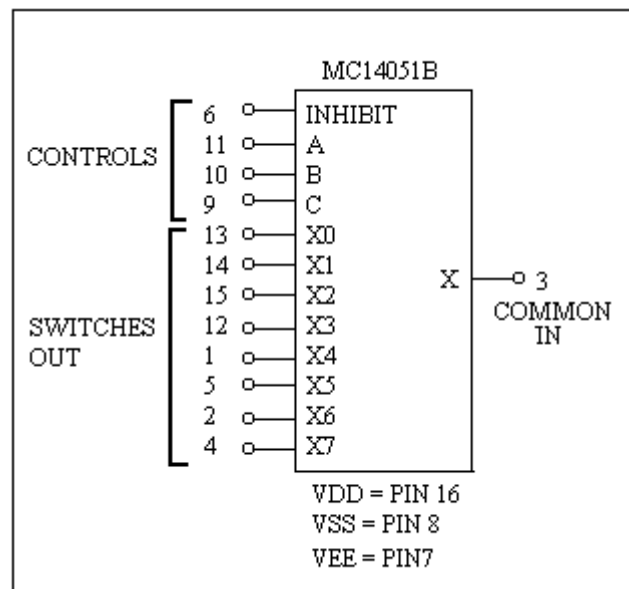 MC14051B
CONTROLS
6 INHIBIT
11 A
10 B
9 C
SWITCHES
OUT
13 X0
14 X1
15 X2
12 X3
1 X4
5 X5
2 X6
4 X7
X 3
COMMON
IN
VDD = PIN 16
VSS = PIN 8
VEE = PIN7